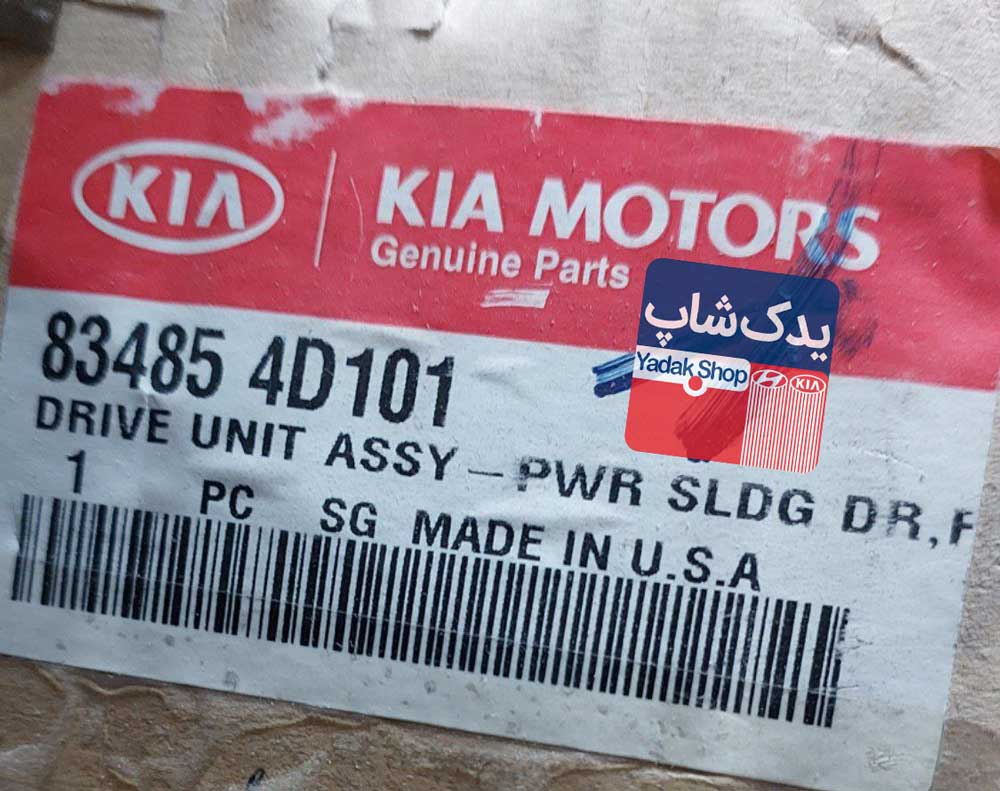 KIA KIA MOTORS
Genuine Parts
یدک‌شاپ
Yadak Shop
KIA
83485 4D101
DRIVE UNIT ASSY-PWR SLDG DR,
1 PC SG MADE IN U.S.A